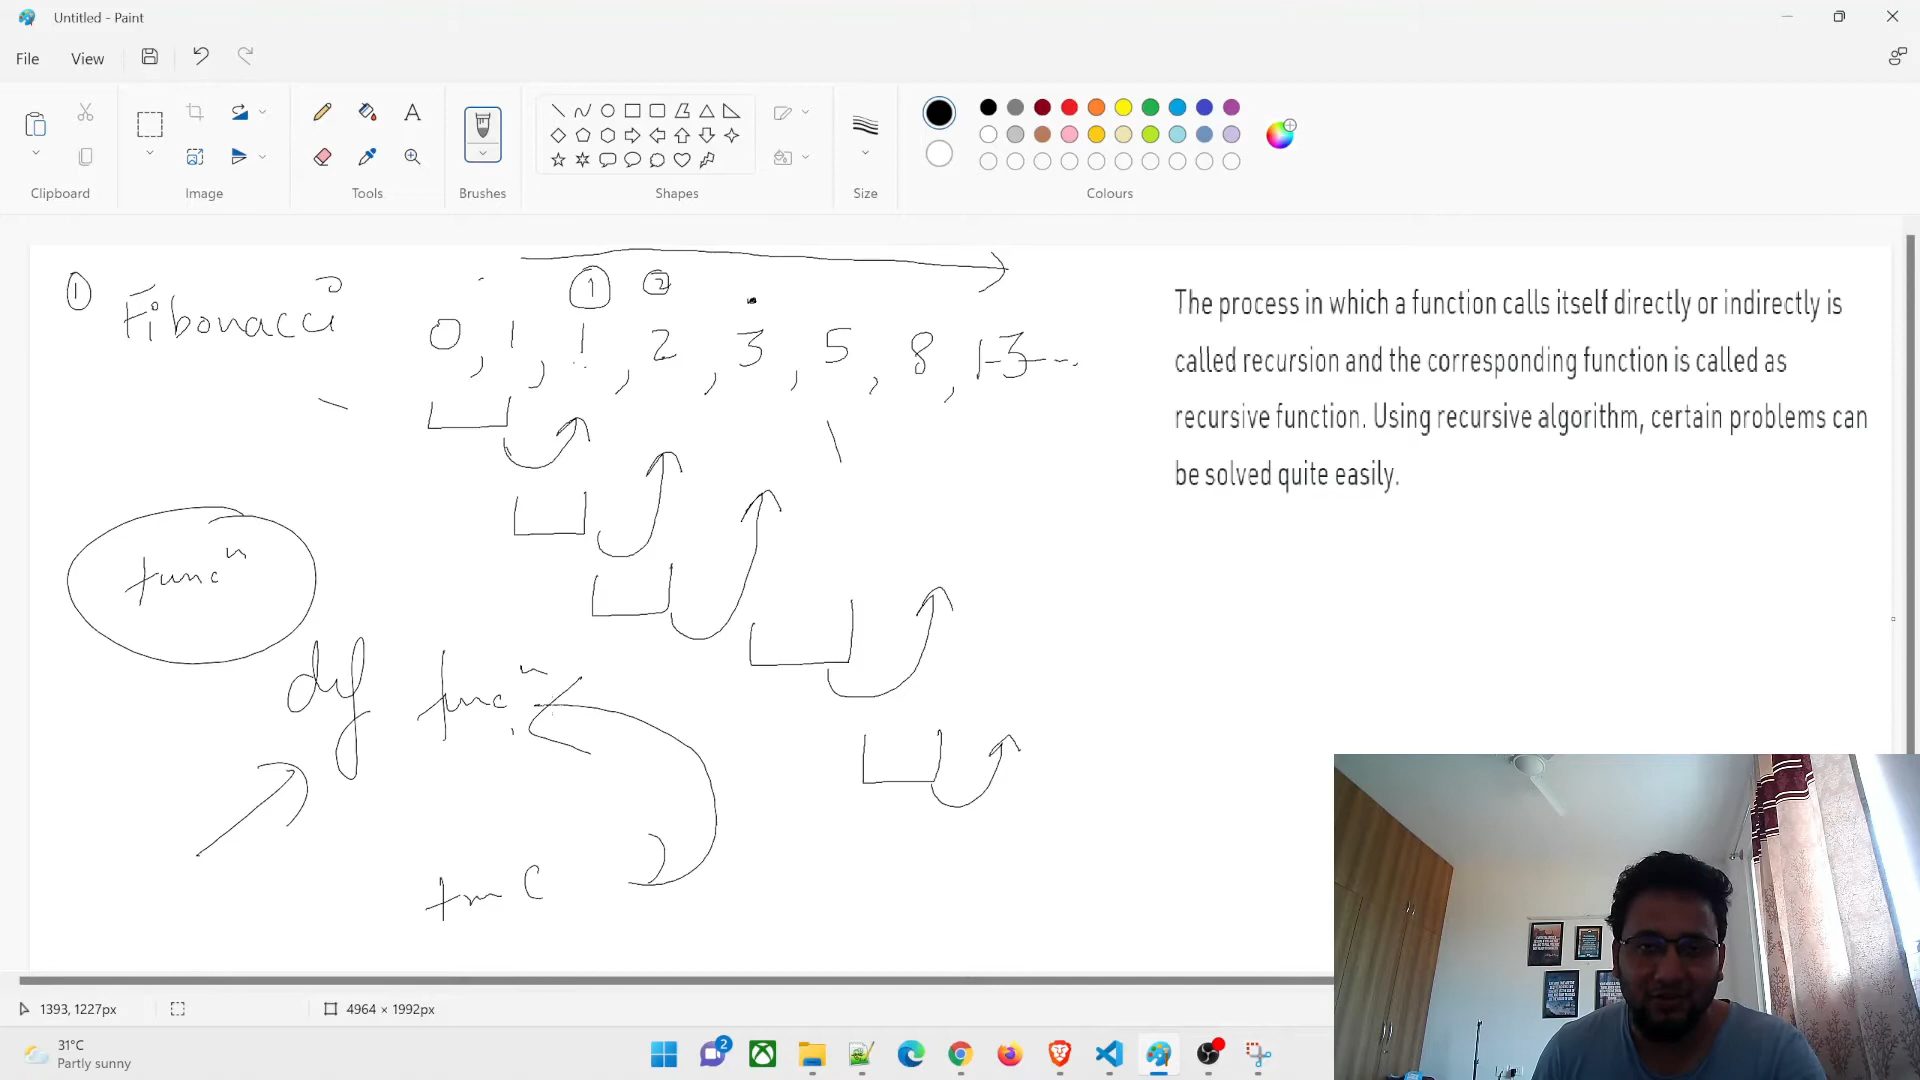 Untitled - Paint
File
View
Clipboard
Image
Tools
Brushes
Shapes
Size
Colours
①
Fibonacci
① ②
0, 1, 1, 2, 3, 5, 8, 13--..
The process in which a function calls itself directly or indirectly is
called recursion and the corresponding function is called as
recursive function. Using recursive algorithm, certain problems can
be solved quite easily.
funcⁿ
def funcⁿ
1393, 1227px
4964 × 1992px
31°C
Partly sunny
2